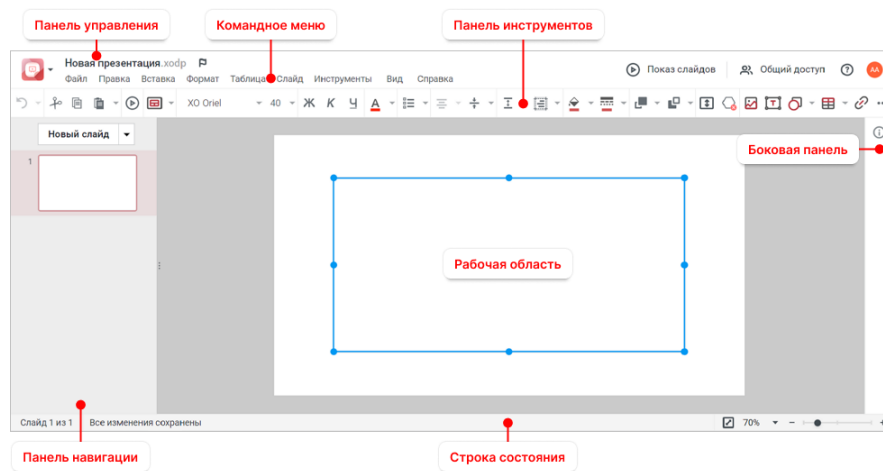 Панель управления
Командное меню
Панель инструментов
Новая презентация.xodp
Файл Правка Вставка Формат Таблица Слайд Инструменты Вид Справка
Показ слайдов
Общий доступ
АА
XO Oriel 40 Ж К Ч А
Новый слайд
1
Боковая панель
Рабочая область
Слайд 1 из 1 Все изменения сохранены
70%
Панель навигации
Строка состояния